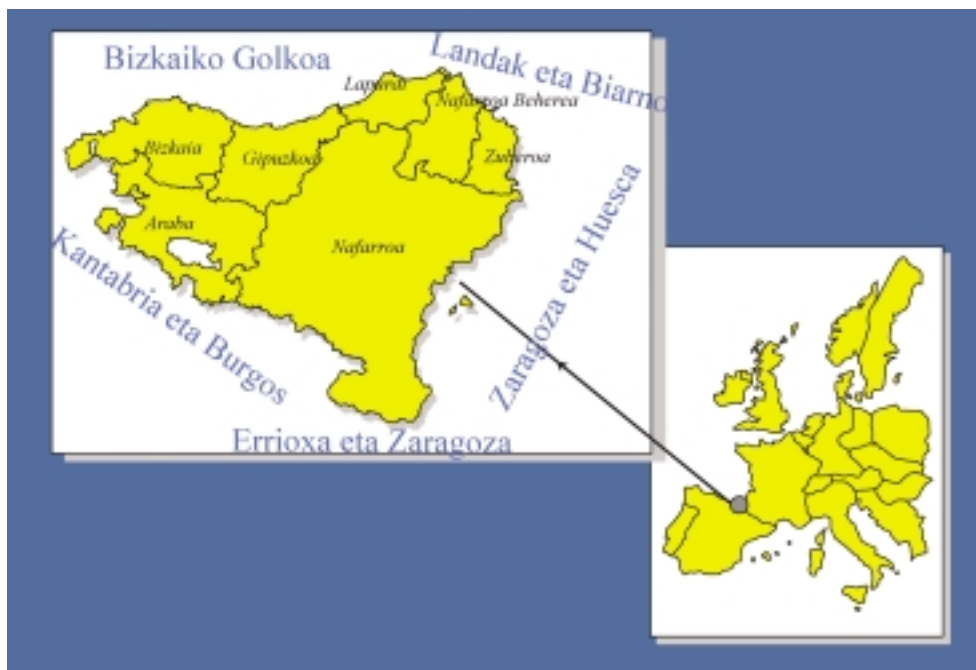 Bizkaiko Golkoa
Landak eta Biarno
Lapurdi
Nafarroa Beherea
Bizkaia
Gipuzkoa
Zuberoa
Araba
Nafarroa
Kantabria eta Burgos
Zaragoza eta Huesca
Errioxa eta Zaragoza